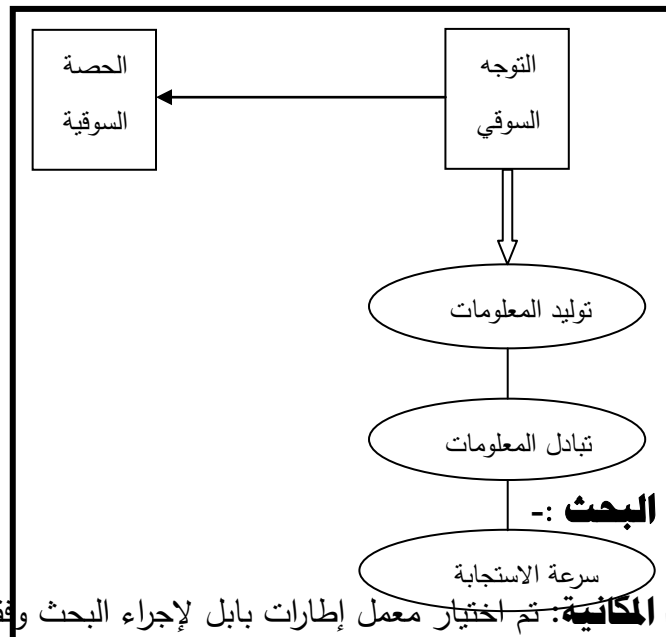 التوجه
السوقي
الحصة
السوقية
توليد المعلومات
تبادل المعلومات
البحث :-
سرعة الاستجابة
المكانية: تم اختيار معمل إطارات بابل لإجراء البحث